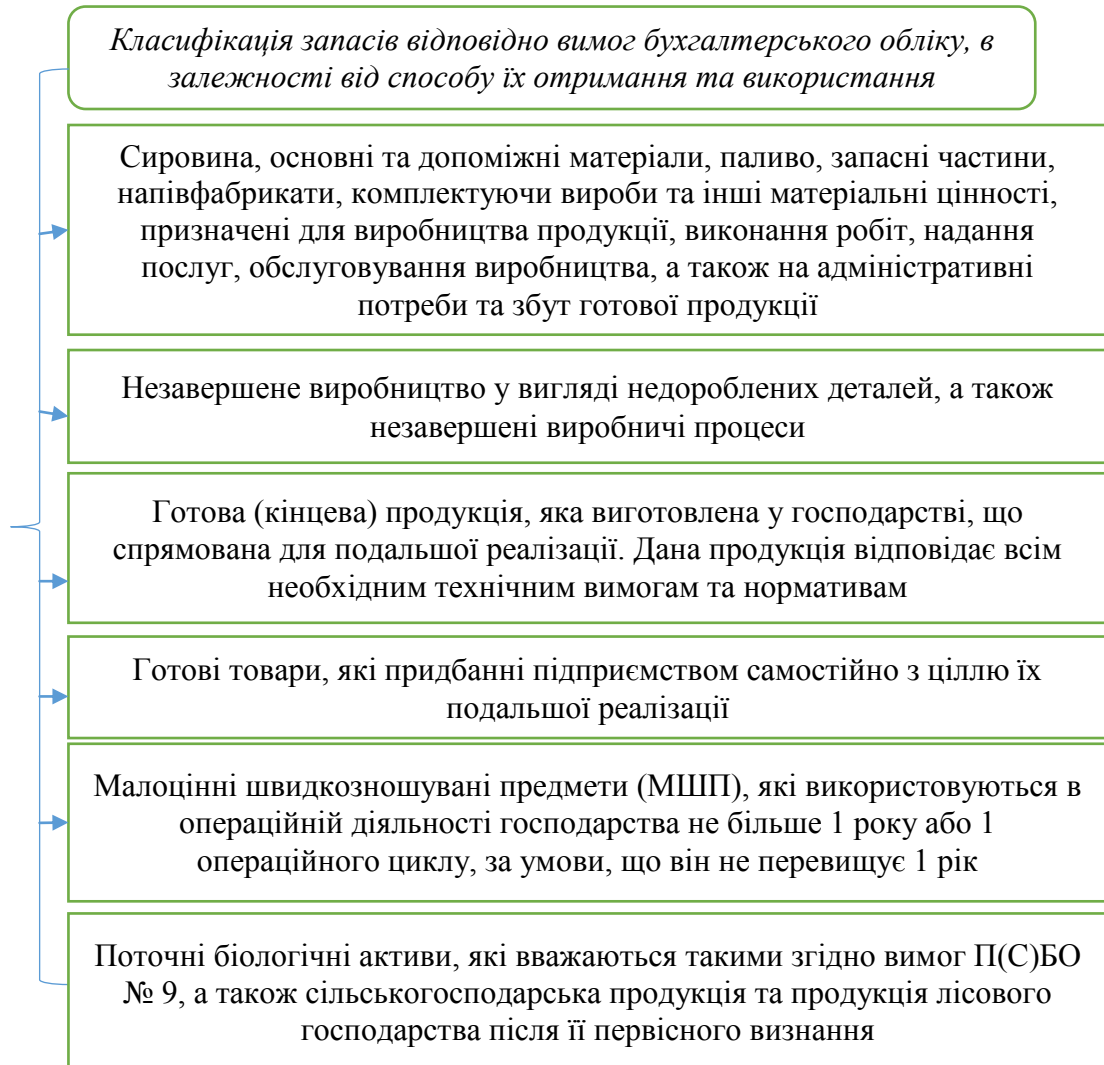 Класифікація запасів відповідно вимог бухгалтерського обліку, в
залежності від способу їх отримання та використання
Сировина, основні та допоміжні матеріали, паливо, запасні частини,
напівфабрикати, комплектуючи вироби та інші матеріальні цінності,
призначені для виробництва продукції, виконання робіт, надання
послуг, обслуговування виробництва, а також на адміністративні
потреби та збут готової продукції
Незавершене виробництво у вигляді недороблених деталей, а також
незавершені виробничі процеси
Готова (кінцева) продукція, яка виготовлена у господарстві, що
спрямована для подальшої реалізації. Дана продукція відповідає всім
необхідним технічним вимогам та нормативам
Готові товари, які придбанні підприємством самостійно з ціллю їх
подальшої реалізації
Малоцінні швидкозношувані предмети (МШП), які використовуються в
операційній діяльності господарства не більше 1 року або 1
операційного циклу, за умови, що він не перевищує 1 рік
Поточні біологічні активи, які вважаються такими згідно вимог П(С)БО
№ 9, а також сільськогосподарська продукція та продукція лісового
господарства після її первісного визнання